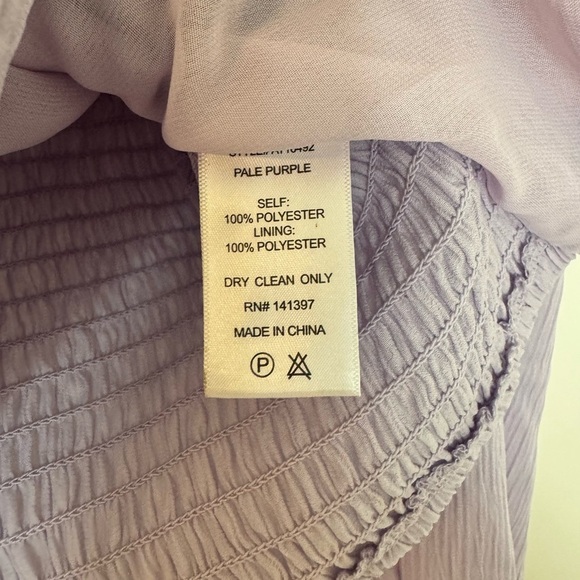 PALE PURPLE
SELF:
100% POLYESTER
LINING:
100% POLYESTER
DRY CLEAN ONLY
RN# 141397
MADE IN CHINA
P